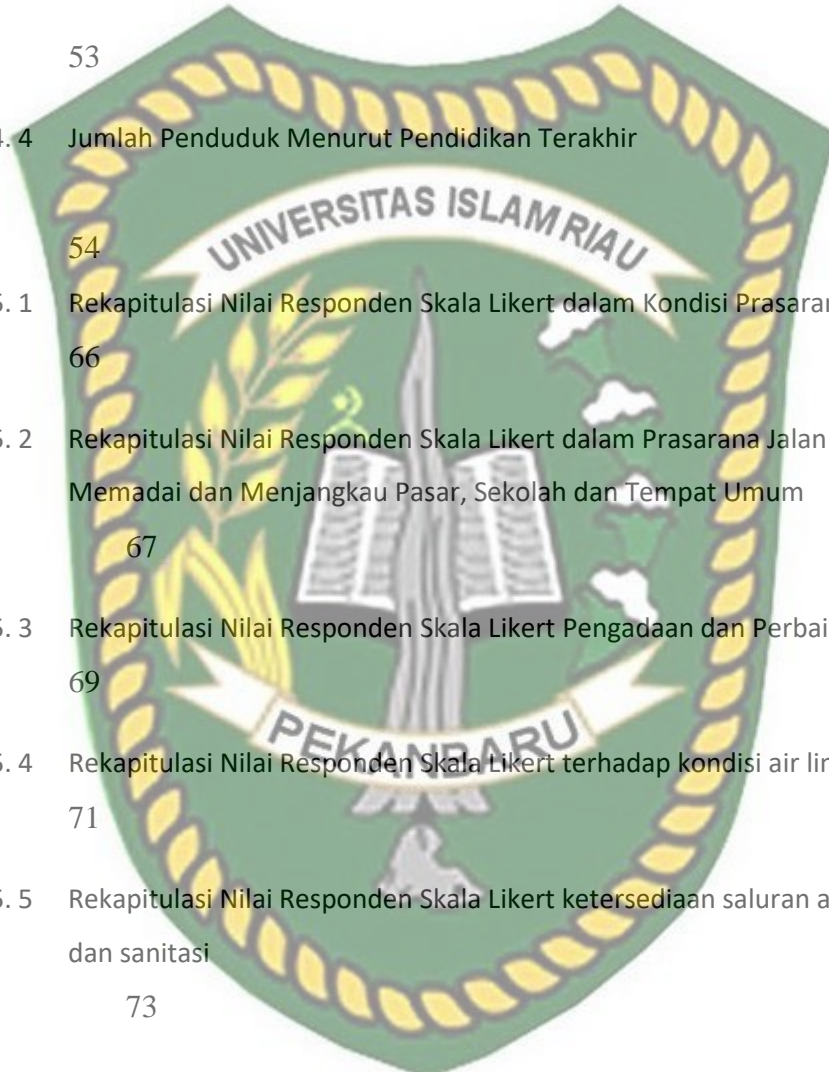 53
4. 4 Jumlah Penduduk Menurut Pendidikan Terakhir
UNIVERSITAS ISLAM RIAU
54
5. 1 Rekapitulasi Nilai Responden Skala Likert dalam Kondisi
66
5. 2 Rekapitulasi Nilai Responden Skala Likert dalam Prasarana Jalan
Memadai dan Menjangkau Pasar, Sekolah dan Tempat Umum
67
5. 3 Rekapitulasi Nilai Responden Skala Likert Pengadaan dan
69
PEKANBARU
5. 4 Rekapitulasi Nilai Responden Skala Likert terhadap kondisi air
71
5. 5 Rekapitulasi Nilai Responden Skala Likert ketersediaan saluran
dan sanitasi
73